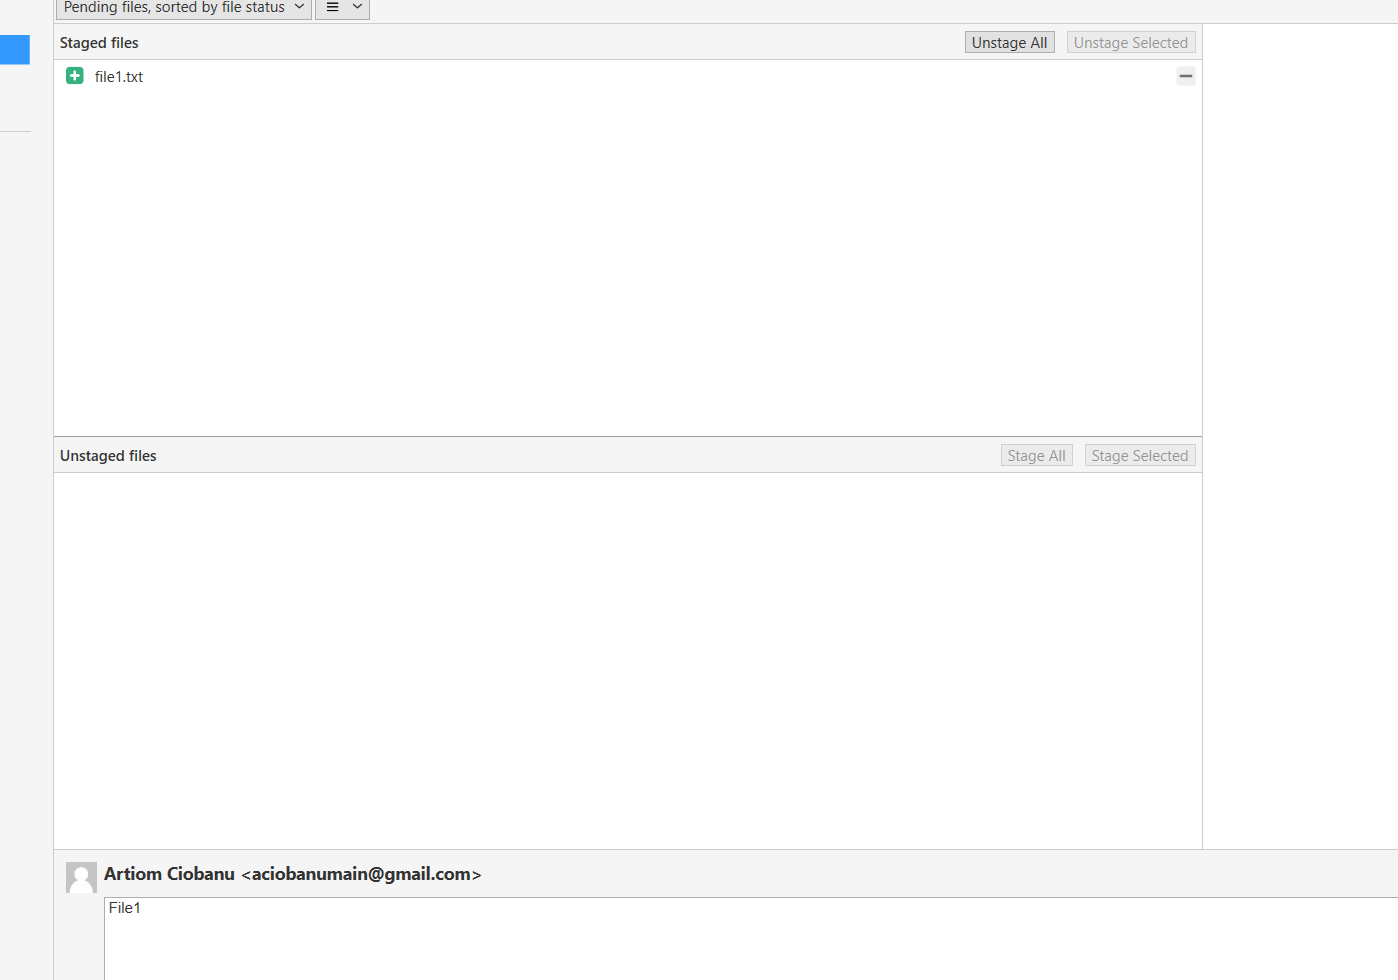 Pending files, sorted by file status
Staged files
Unstage All
Unstage Selected
file1.txt
Unstaged files
Stage All
Stage Selected
Artiom Ciobanu <aciobanumain@gmail.com>
File1